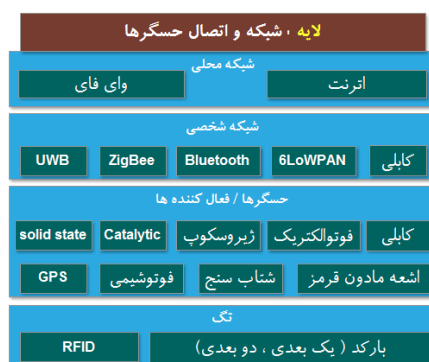 لایه ، شبکه و اتصال حسگرها
شبکه محلی
اترنت وای فای
شبکه شخصی
کابلی 6LoWPAN Bluetooth ZigBee UWB
حسگرها / فعال کننده ها
کابلی فوتوالکتریک ژیروسکوپ Catalytic solid state
اشعه مادون قرمز شتاب سنج فوتوشیمی GPS
تگ
بارکد ( یک بعدی ، دو بعدی) RFID